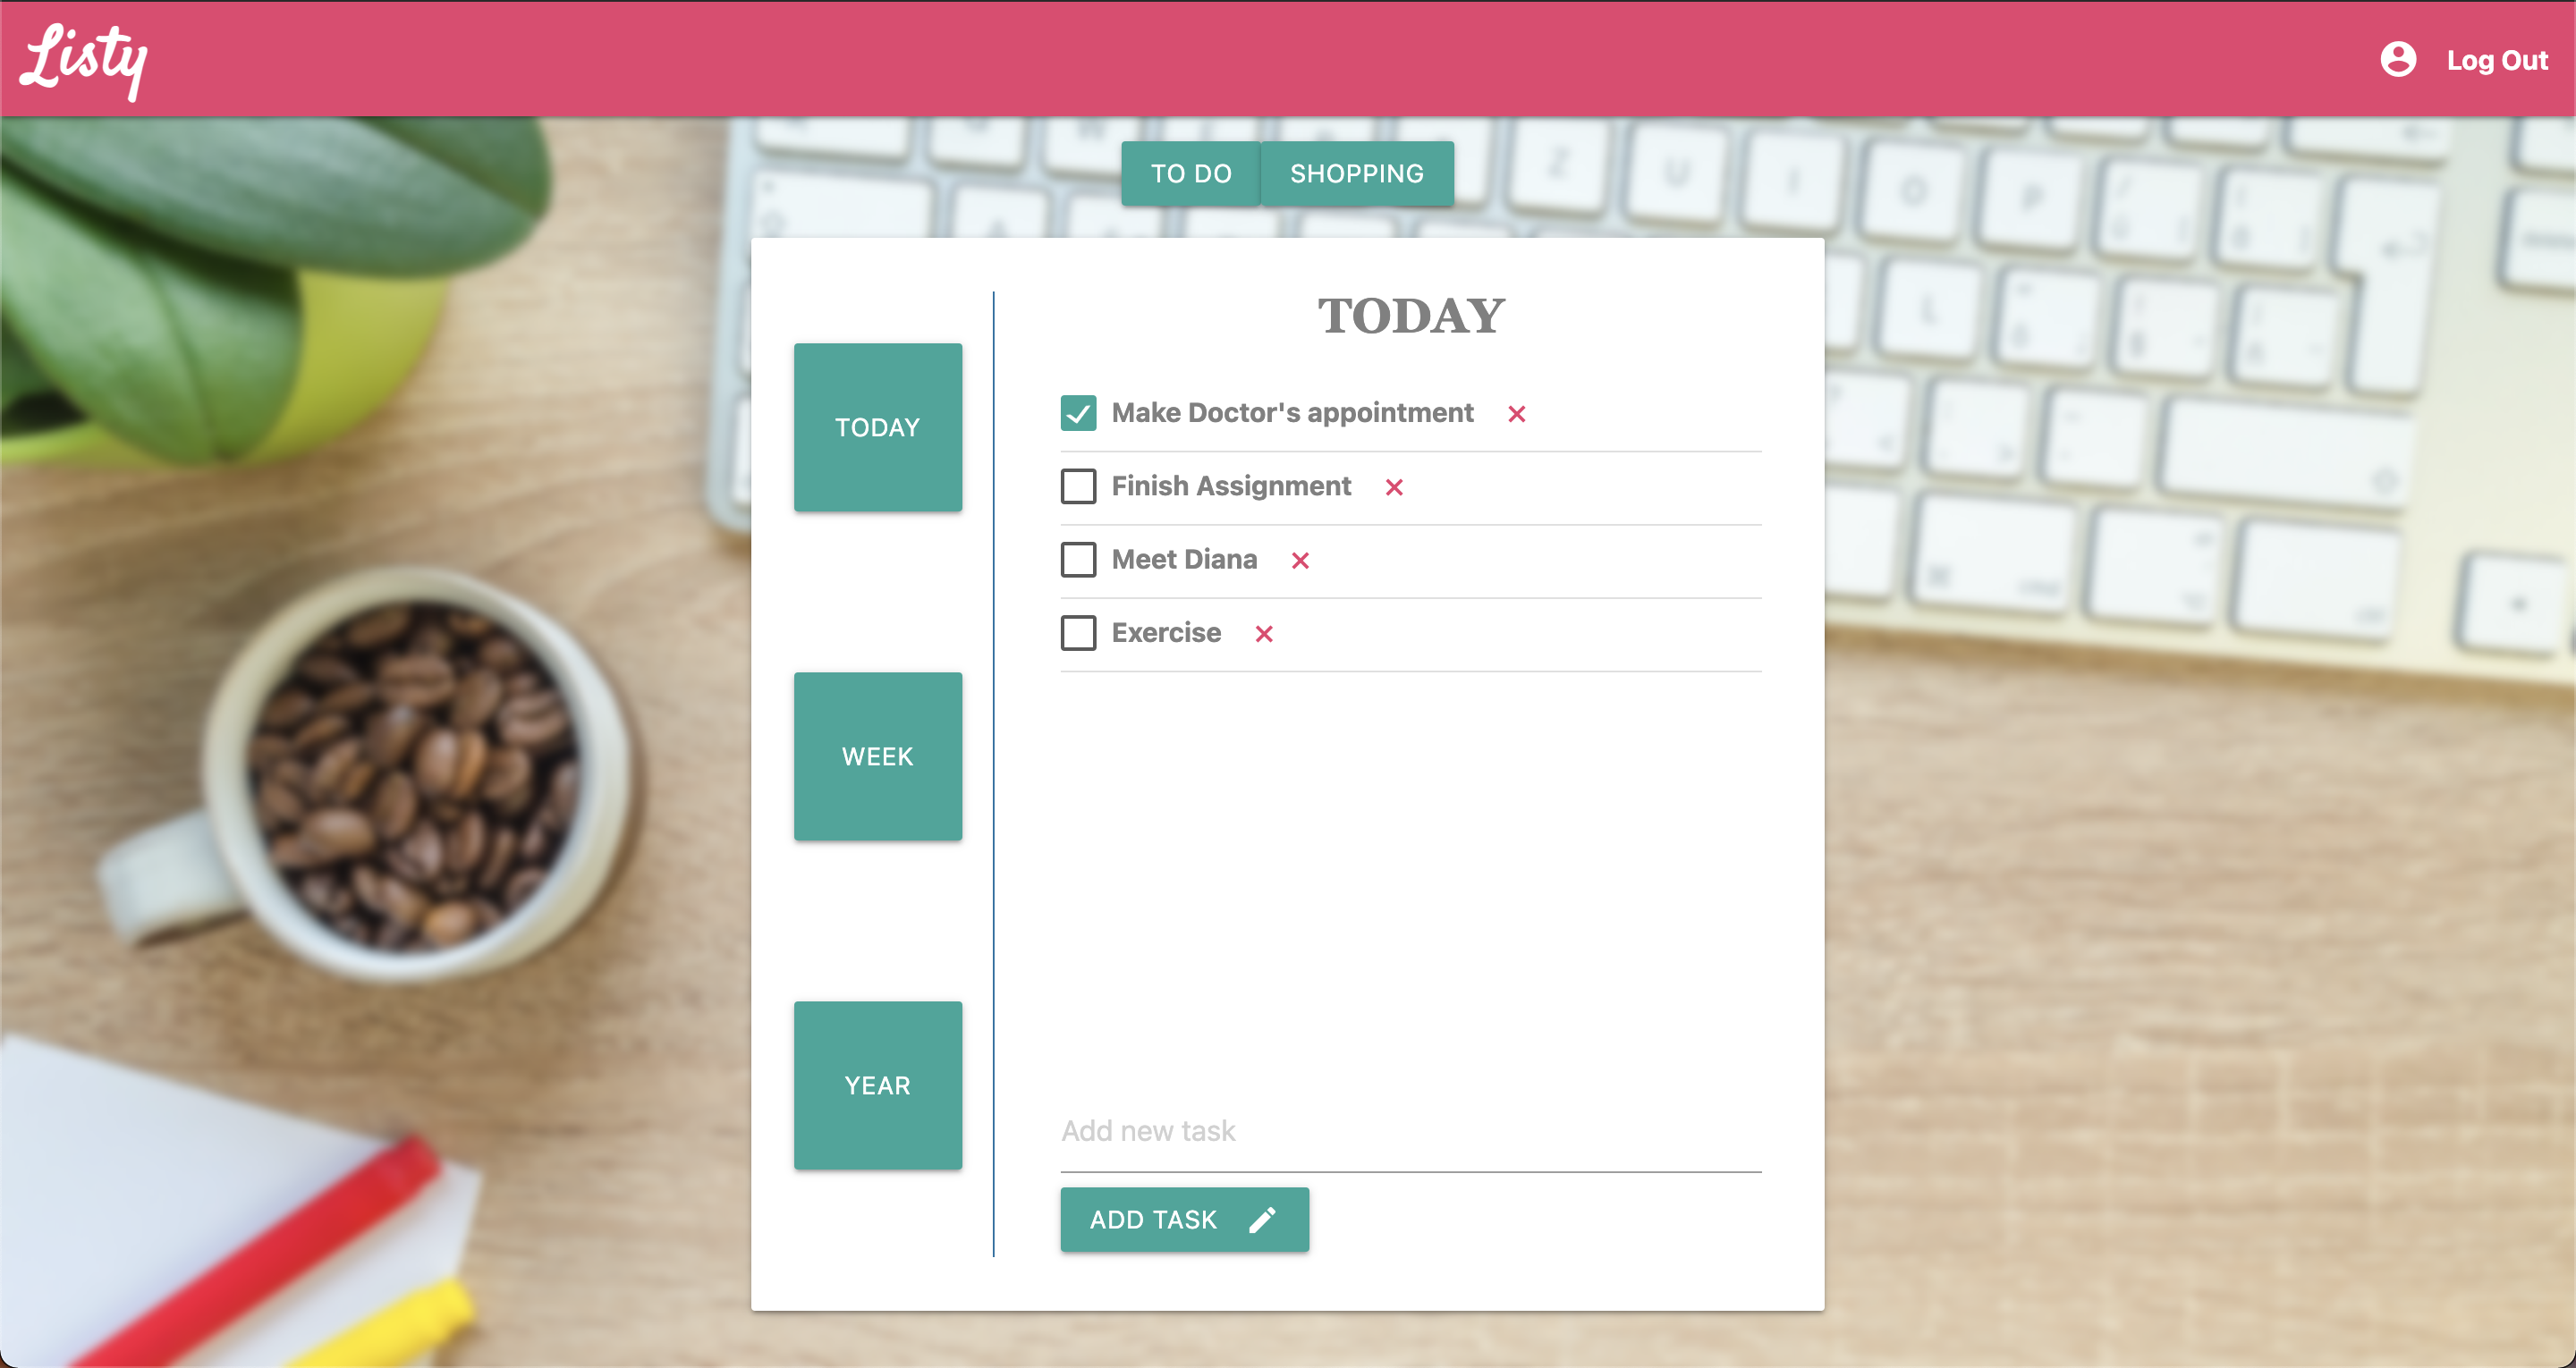 Listy
Log Out
TO DO
SHOPPING
TODAY
TODAY
Make Doctor's appointment
Finish Assignment
Meet Diana
Exercise
WEEK
YEAR
Add new task
ADD TASK